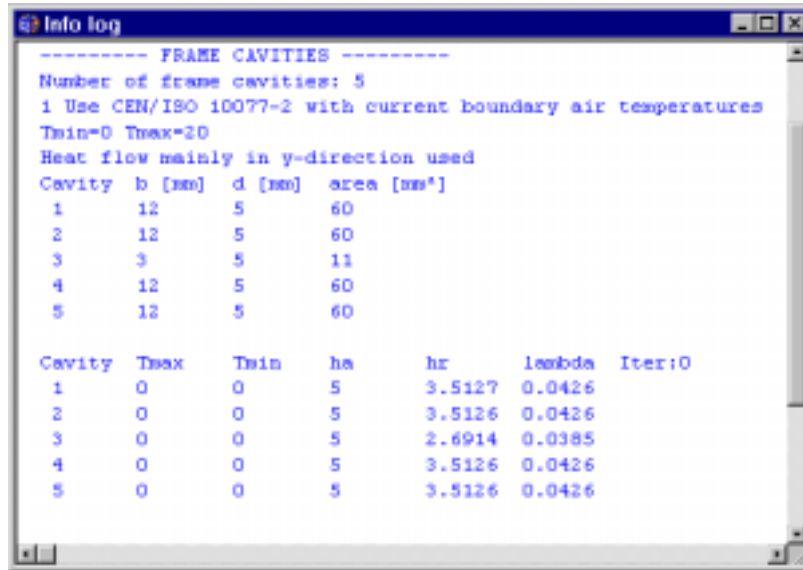 Info log
--------- FRAME CAVITIES ---------
Number of frame cavities: 5
1 Use CEN/ISO 10077-2 with current boundary air temperatures
Tmin=0 Tmax=20
Heat flow mainly in y-direction used
Cavity b [mm] d [mm] area [mm²]
1 12 5 60
2 12 5 60
3 3 5 11
4 12 5 60
5 12 5 60
Cavity Tmax Tmin ha hr lambda Iter:0
1 0 0 5 3.5127 0.0426
2 0 0 5 3.5126 0.0426
3 0 0 5 2.6914 0.0385
4 0 0 5 3.5126 0.0426
5 0 0 5 3.5126 0.0426